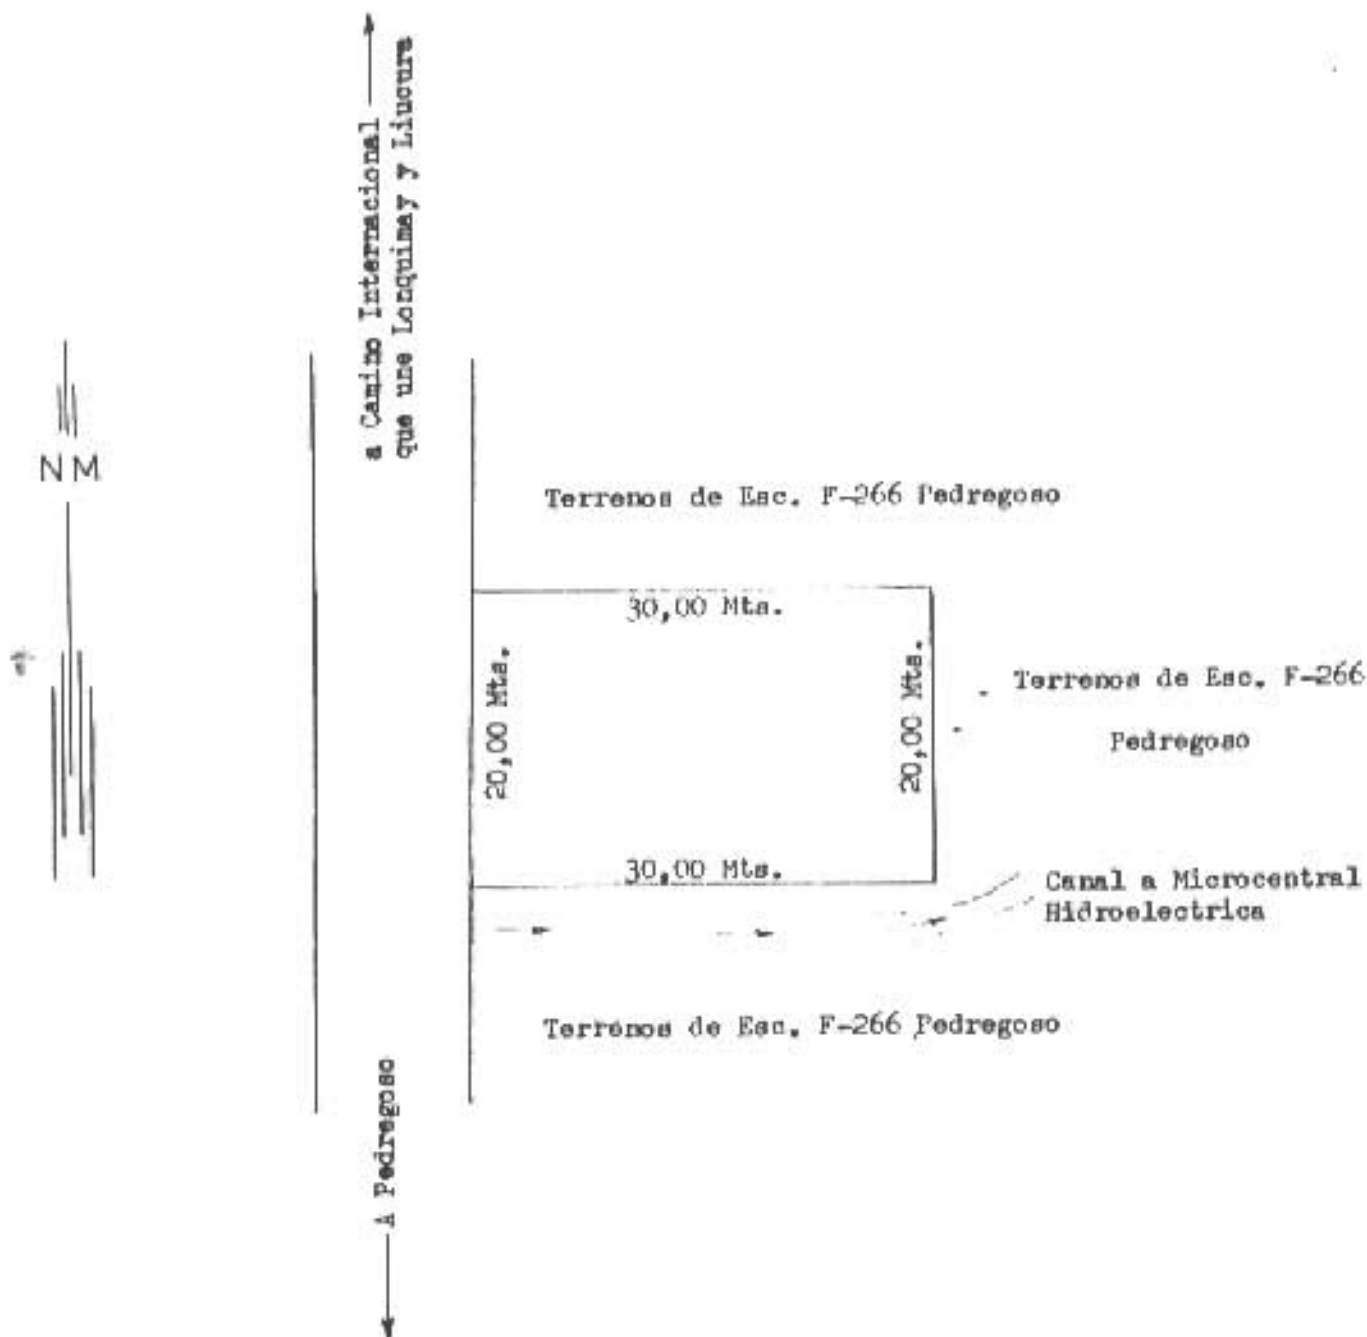 a Camino Internacional
que une Lonquimay y Liucura
N M
Terrenos de Esc. F-266 Pedregoso
30,00 Mts.
20,00 Mts.
20,00 Mts.
Terrenos de Esc. F-266
Pedregoso
30,00 Mts.
Canal a Microcentral
Hidroelectrica
Terrenos de Esc. F-266 Pedregoso
A Pedregoso